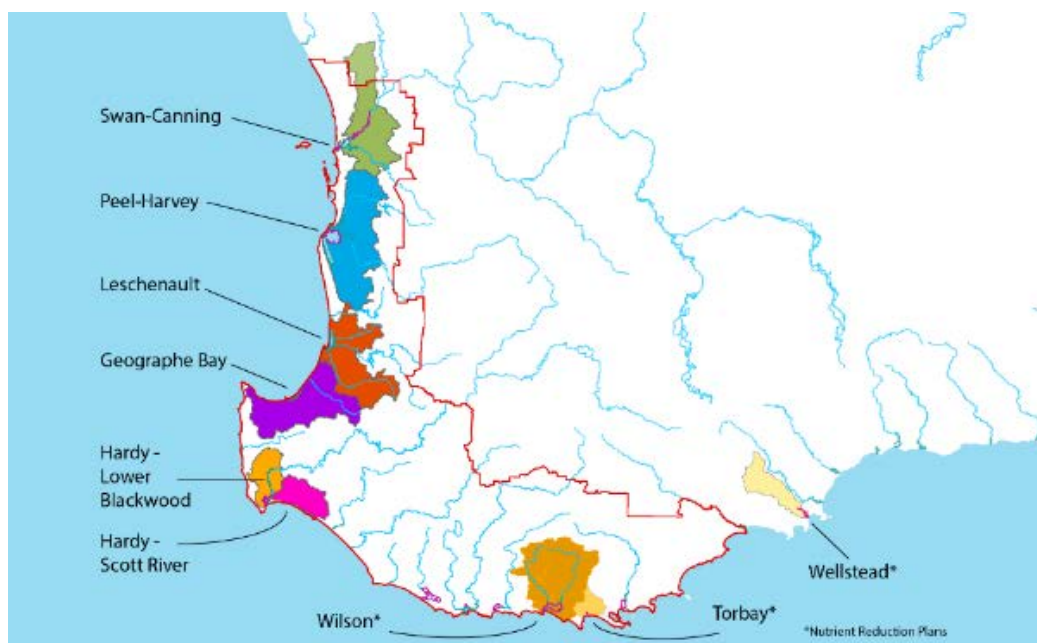 Swan-Canning
Peel-Harvey
Leschenault
Geographe Bay
Hardy -
Lower
Blackwood
Hardy -
Scott River
Wilson*
Torbay*
Wellstead*
*Nutrient Reduction Plans